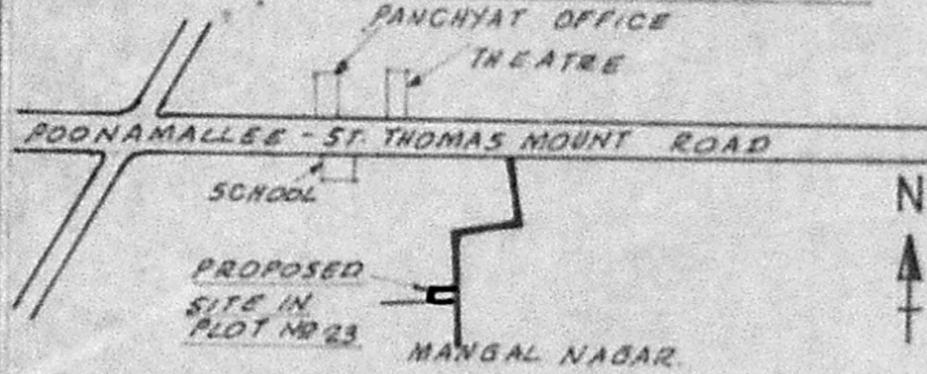 PANCHYAT OFFICE
THEATRE
POONAMALLEE - ST. THOMAS MOUNT ROAD
SCHOOL
N
PROPOSED
SITE IN
PLOT NO 23
MANGAL NAGAR.